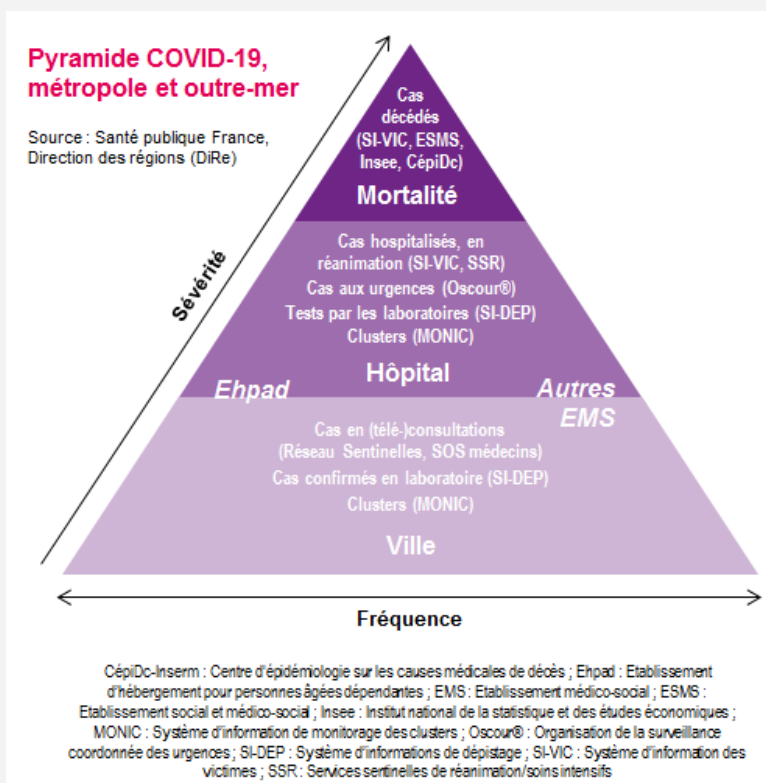 Pyramide COVID-19,
métropole et outre-mer
Source : Santé publique France,
Direction des régions (DiRe)
Sévérité
Cas
décédés
(SI-VIC, ESMS,
Insee, CépiDc)
Mortalité
Cas hospitalisés, en
réanimation (SI-VIC, SSR)
Cas aux urgences (Oscour®)
Tests par les laboratoires (SI-DEP)
Clusters (MONIC)
Hôpital
Ehpad
Autres
EMS
Cas en (télé-)consultations
(Réseau Sentinelles, SOS médecins)
Cas confirmés en laboratoire (SI-DEP)
Clusters (MONIC)
Ville
Fréquence
CépiDc-Inserm : Centre d'épidémiologie sur les causes médicales de décès ; Ehpad : Etablissement
d'hébergement pour personnes âgées dépendantes ; EMS : Etablissement médico-social ; ESMS :
Etablissement social et médico-social ; Insee : Institut national de la statistique et des études économiques ;
MONIC : Système d'information de monitorage des clusters ; Oscour® : Organisation de la surveillance
coordonnée des urgences ; SI-DEP : Système d'informations de dépistage ; SI-VIC : Système d'information des
victimes ; SSR : Services sentinelles de réanimation/soins intensifs